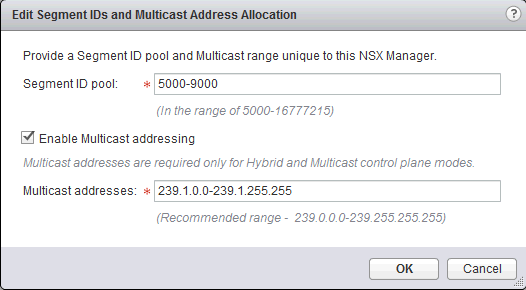 Edit Segment IDs and Multicast Address Allocation ?
Provide a Segment ID pool and Multicast range unique to this NSX Manager.
Segment ID pool: * 5000-9000
(In the range of 5000-16777215)
Enable Multicast addressing
Multicast addresses are required only for Hybrid and Multicast control plane modes.
Multicast addresses: * 239.1.0.0-239.1.255.255
(Recommended range - 239.0.0.0-239.255.255.255)
OK Cancel